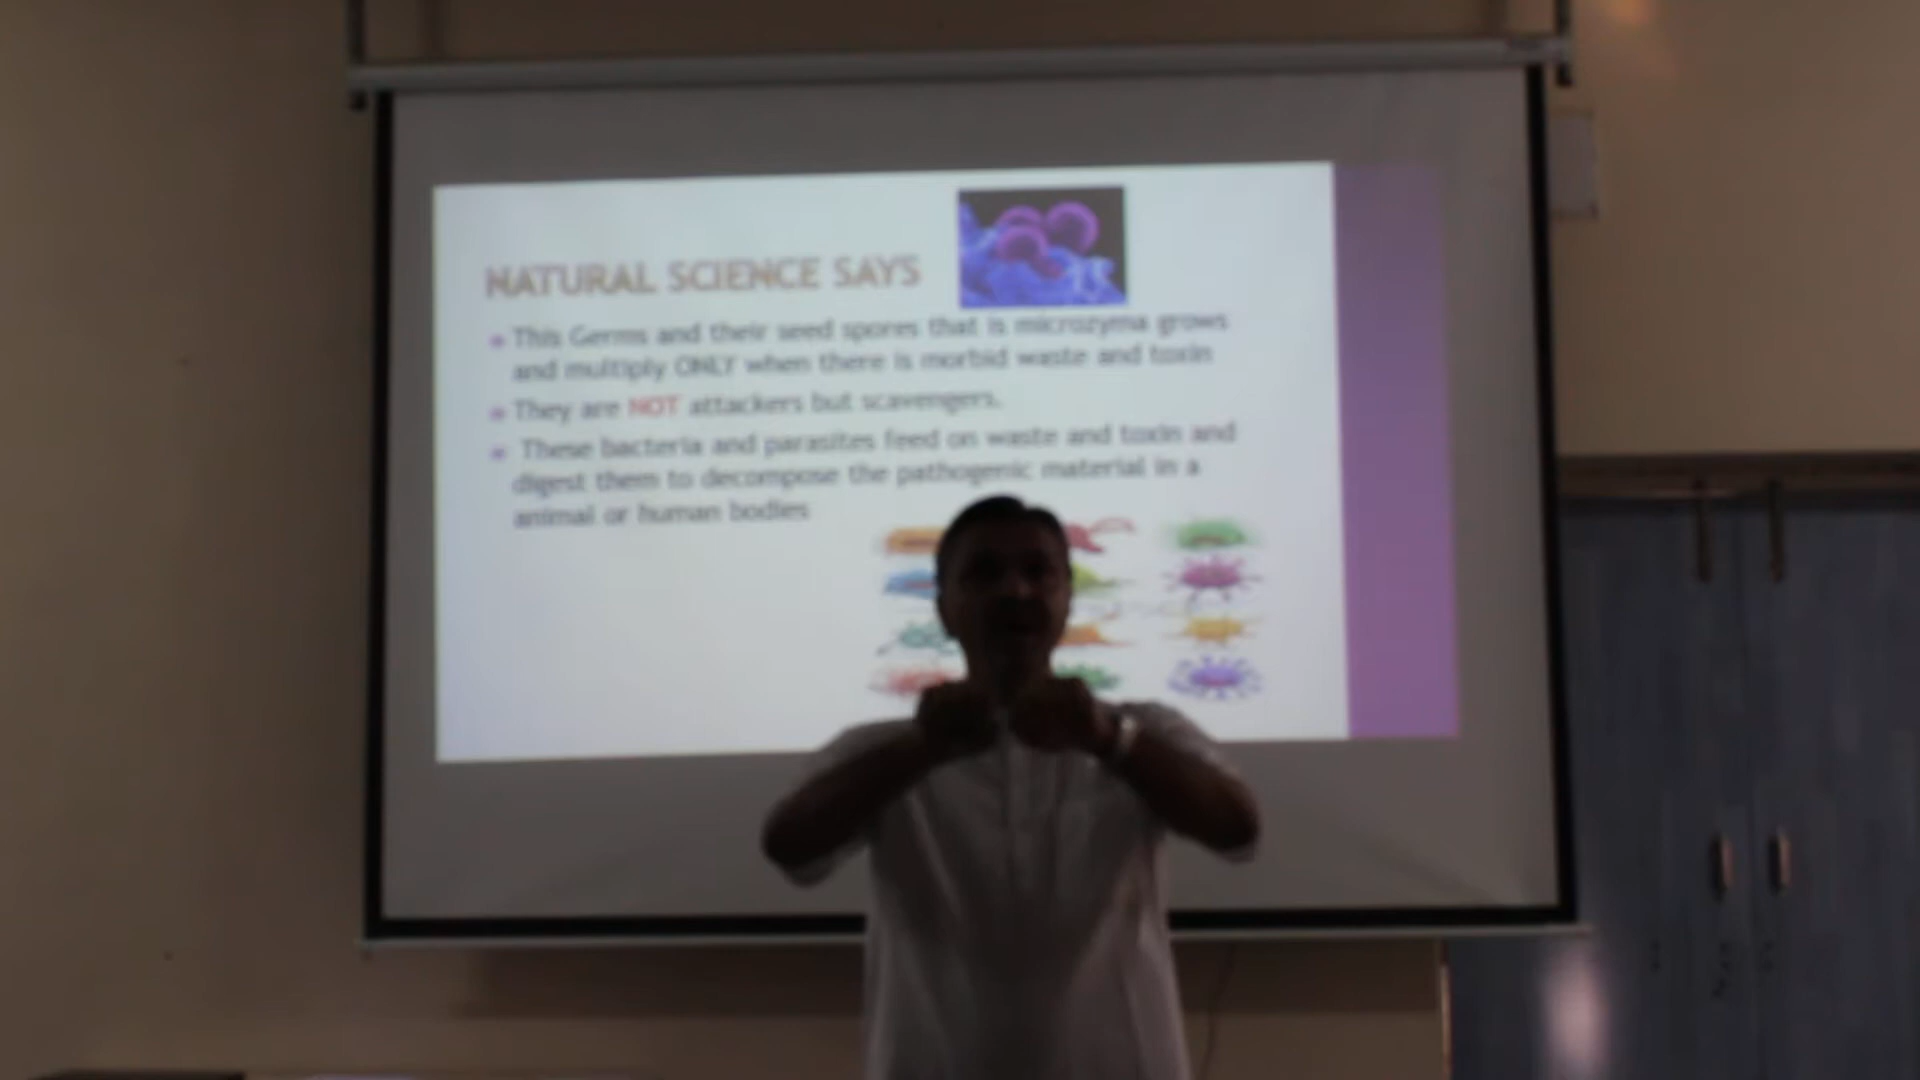 NATURAL SCIENCE SAYS
This Germs and their seed spores that is microzyma grows
and multiply ONLY when there is morbid waste and toxin
They are NOT attackers but scavengers.
These bacteria and parasites feed on waste and toxin and
digest them to decompose the pathogenic material in a
animal or human bodies